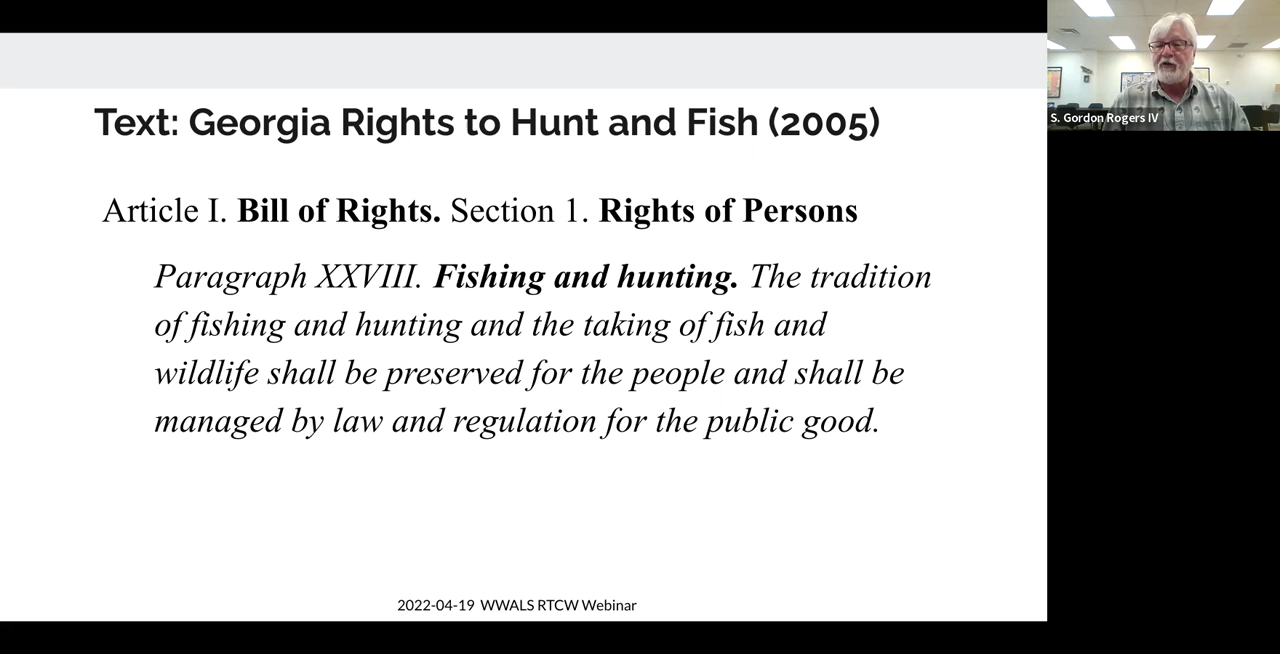 Text: Georgia Rights to Hunt and Fish (2005)
S. Gordon Rogers IV
Article I. Bill of Rights. Section 1. Rights of Persons
Paragraph XXVIII. Fishing and hunting. The tradition
of fishing and hunting and the taking of fish and
wildlife shall be preserved for the people and shall be
managed by law and regulation for the public good.
2022-04-19 WWALS RTCW Webinar